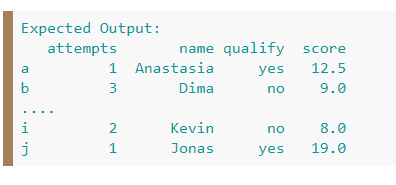 Expected Output:
attempts name qualify score
a 1 Anastasia yes 12.5
b 3 Dima no 9.0
....
i 2 Kevin no 8.0
j 1 Jonas yes 19.0